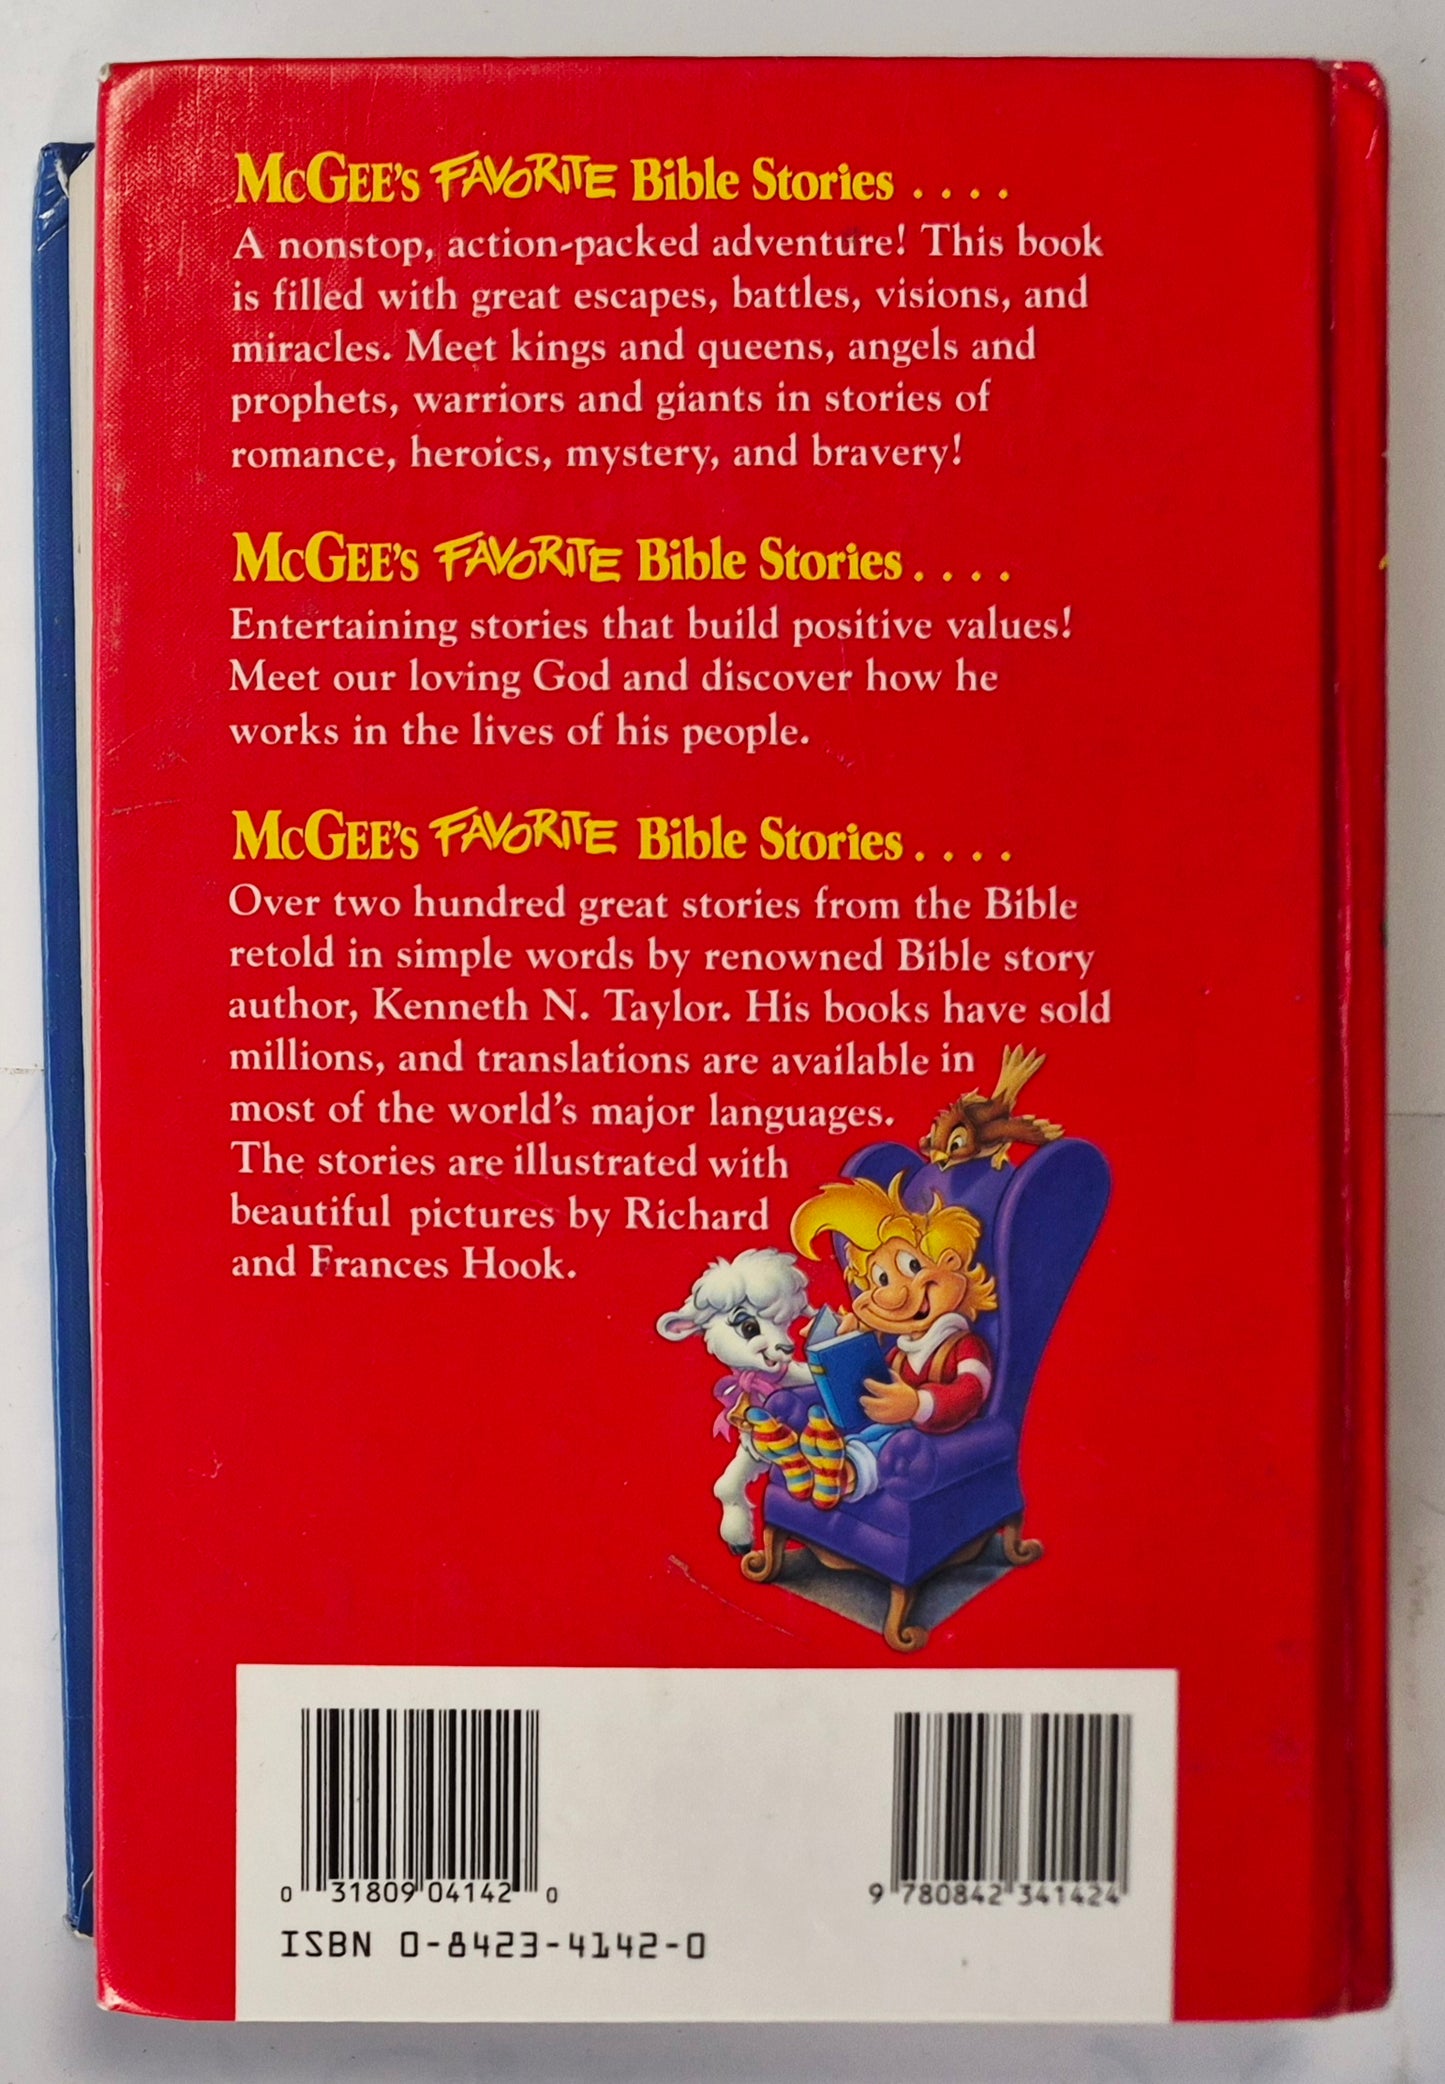 McGEE'S FAVORITE Bible Stories . . . .
A nonstop, action-packed adventure! This book
is filled with great escapes, battles, visions, and
miracles. Meet kings and queens, angels and
prophets, warriors and giants in stories of
romance, heroics, mystery, and bravery!
McGEE'S FAVORITE Bible Stories . . . .
Entertaining stories that build positive values!
Meet our loving God and discover how he
works in the lives of his people.
McGEE'S FAVORITE Bible Stories . . . .
Over two hundred great stories from the Bible
retold in simple words by renowned Bible story
author, Kenneth N. Taylor. His books have sold
millions, and translations are available in
most of the world's major languages.
The stories are illustrated with
beautiful pictures by Richard
and Frances Hook.
0 31809 04142 0
9 780842 341424
ISBN 0-8423-4142-0